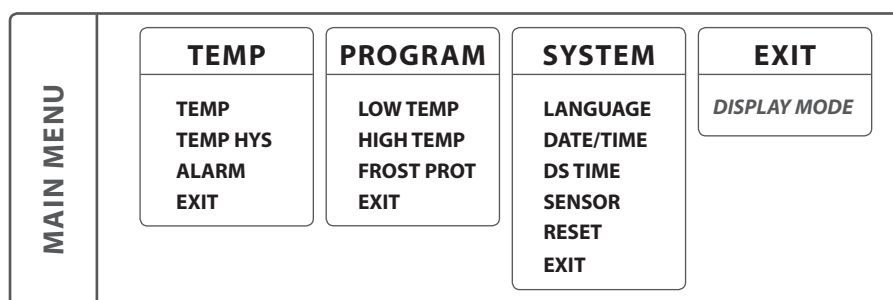 MAIN MENU
TEMP
TEMP
TEMP HYS
ALARM
EXIT
PROGRAM
LOW TEMP
HIGH TEMP
FROST PROT
EXIT
SYSTEM
LANGUAGE
DATE/TIME
DS TIME
SENSOR
RESET
EXIT
EXIT
DISPLAY MODE